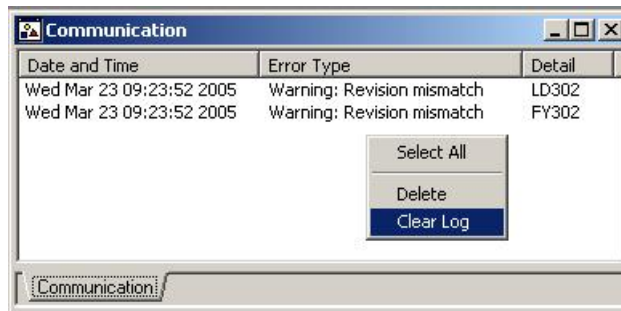 Communication
Date and Time Error Type Detail
Wed Mar 23 09:23:52 2005 Warning: Revision mismatch LD302
Wed Mar 23 09:23:52 2005 Warning: Revision mismatch FY302
Select All
Delete
Clear Log
Communication